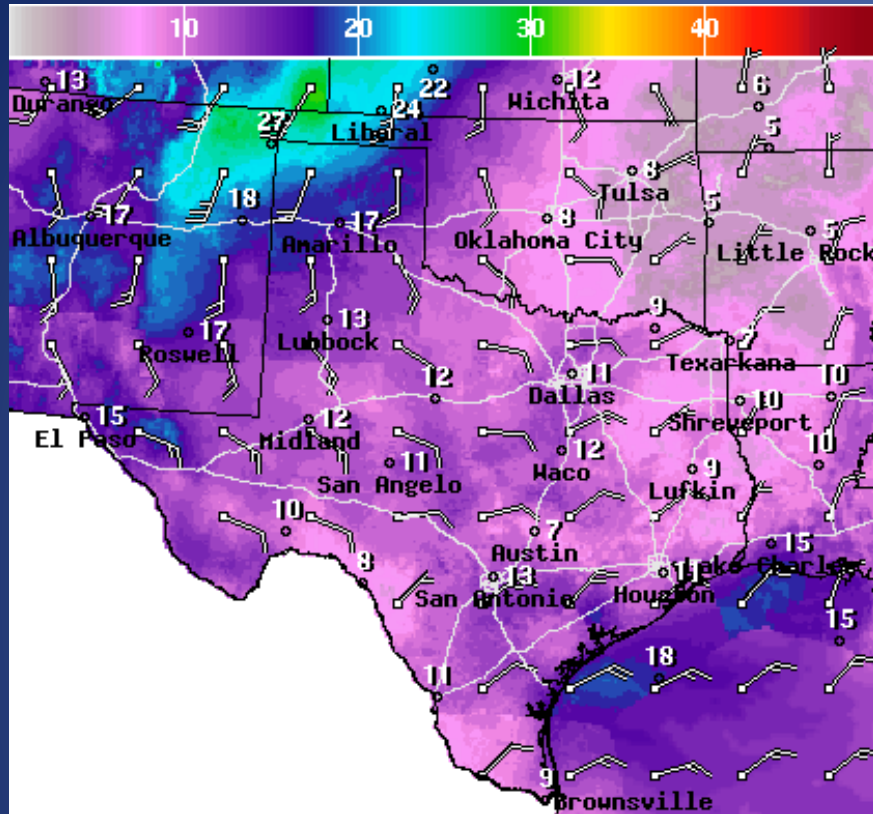 10 20 30 40
13 22 12 6
Durango 24 Wichita
27 Liberal 5
8
Tulsa
17 18 17 8 5 5
Albuquerque Amarillo Oklahoma City Little Rock
17 13 9 7
Roswell Lubbock Texarkana
11
12 Dallas 10 10
15 12 Shreveport
El Paso Midland 12 10
11 Waco 9
San Angelo Lufkin
10 7 15
Austin
8 13 11 Lake Charles
San Antonio Houston
15
11 18
9
Brownsville